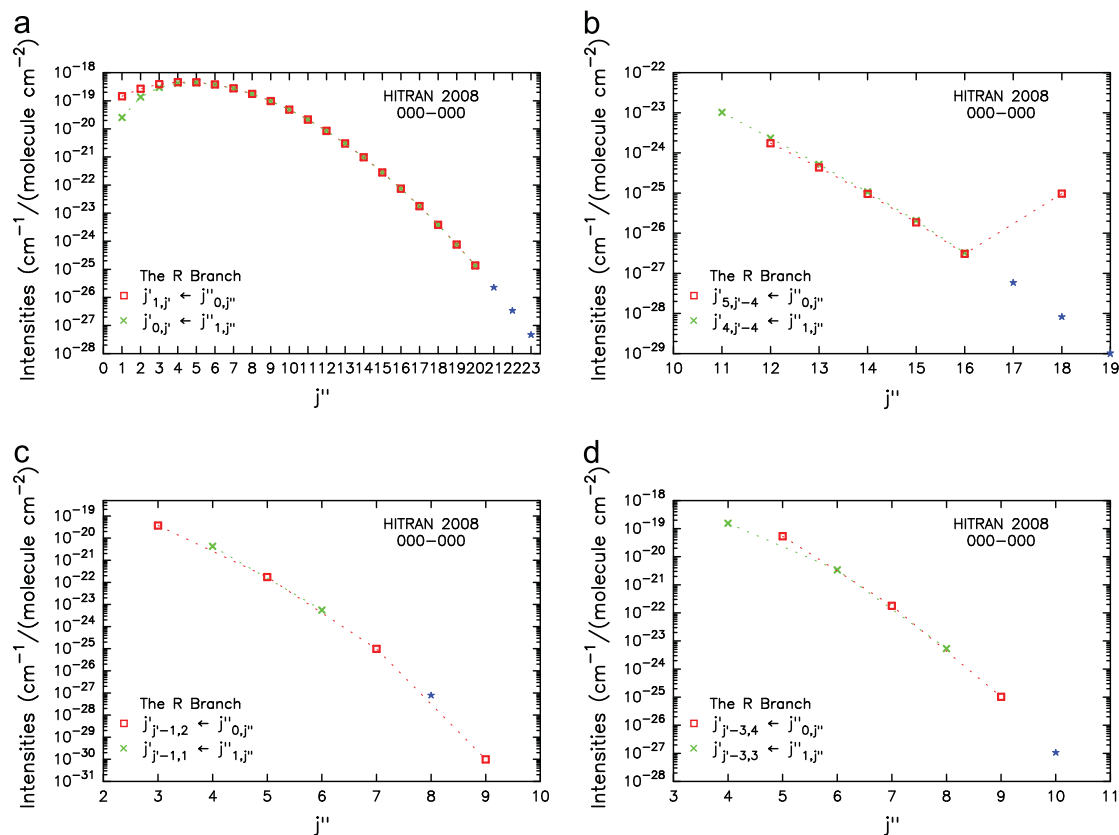 a
Intensities (cm⁻¹/(molecule cm⁻²)
10⁻¹⁸
10⁻¹⁹
10⁻²⁰
10⁻²¹
10⁻²²
10⁻²³
10⁻²⁴
10⁻²⁵
10⁻²⁶
10⁻²⁷
10⁻²⁸
HITRAN 2008
000−000
The R Branch
j'₁,j' ← j''₀,j''
j'₀,j' ← j''₁,j''
0 1 2 3 4 5 6 7 8 9 10 11 12 13 14 15 16 17 18 19 20 21 22 23
j''
b
Intensities (cm⁻¹/(molecule cm⁻²)
10⁻²²
10⁻²³
10⁻²⁴
10⁻²⁵
10⁻²⁶
10⁻²⁷
10⁻²⁸
10⁻²⁹
HITRAN 2008
000−000
The R Branch
j'₅,j'−4 ← j''₀,j''
j'₄,j'−4 ← j''₁,j''
10 11 12 13 14 15 16 17 18 19
j''
c
Intensities (cm⁻¹/(molecule cm⁻²)
10⁻¹⁹
10⁻²⁰
10⁻²¹
10⁻²²
10⁻²³
10⁻²⁴
10⁻²⁵
10⁻²⁶
10⁻²⁷
10⁻²⁸
10⁻²⁹
10⁻³⁰
10⁻³¹
HITRAN 2008
000−000
The R Branch
j'j'−1,2 ← j''₀,j''
j'j'−1,1 ← j''₁,j''
2 3 4 5 6 7 8 9 10
j''
d
Intensities (cm⁻¹/(molecule cm⁻²)
10⁻¹⁸
10⁻¹⁹
10⁻²⁰
10⁻²¹
10⁻²²
10⁻²³
10⁻²⁴
10⁻²⁵
10⁻²⁶
10⁻²⁷
10⁻²⁸
HITRAN 2008
000−000
The R Branch
j'j'−3,4 ← j''₀,j''
j'j'−3,3 ← j''₁,j''
3 4 5 6 7 8 9 10 11
j''